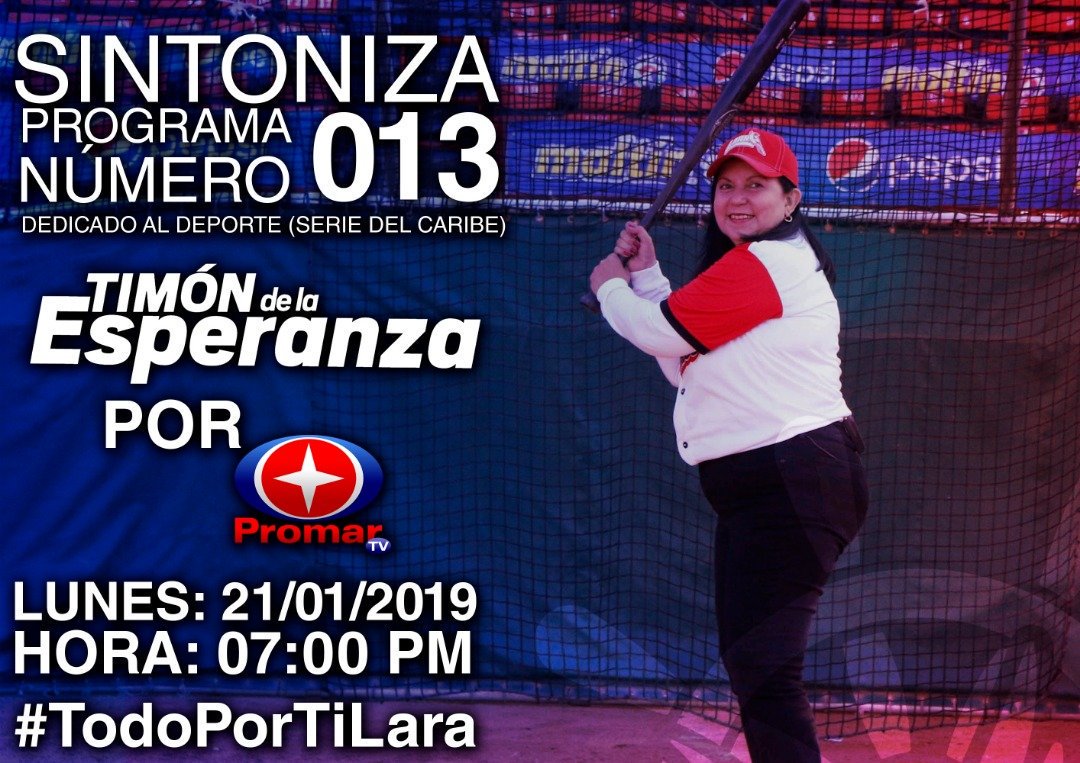 SINTONIZA
PROGRAMA
NÚMERO 013
DEDICADO AL DEPORTE (SERIE DEL CARIBE)
TIMÓN de la
Esperanza
POR
Promar
TV
LUNES: 21/01/2019
HORA: 07:00 PM
#TodoPorTiLara
pepsi
pepsi